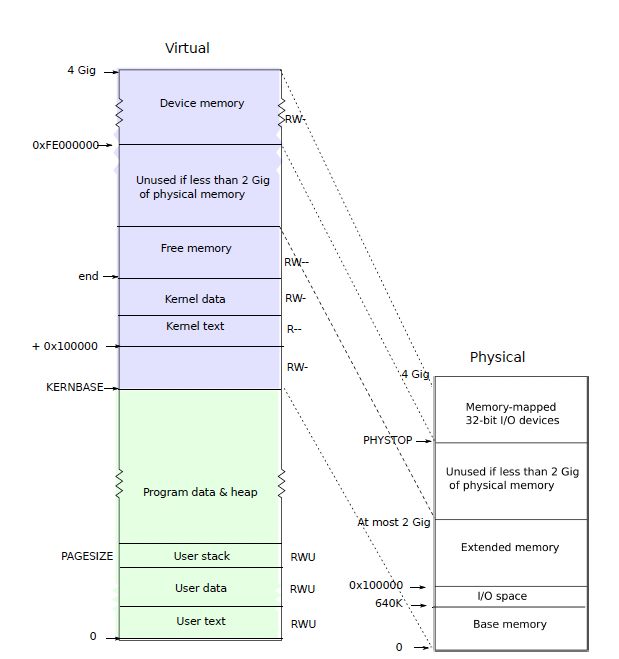 Virtual
4 Gig
Device memory
RW-
0xFE000000
Unused if less than 2 Gig
of physical memory
Free memory
RW--
end
Kernel data
RW-
Kernel text
R--
+ 0x100000
RW-
KERNBASE
Program data & heap
PAGESIZE
User stack
RWU
User data
RWU
User text
RWU
0
Physical
4 Gig
Memory-mapped
32-bit I/O devices
PHYSTOP
Unused if less than 2 Gig
of physical memory
At most 2 Gig
Extended memory
0x100000
I/O space
640K
Base memory
0